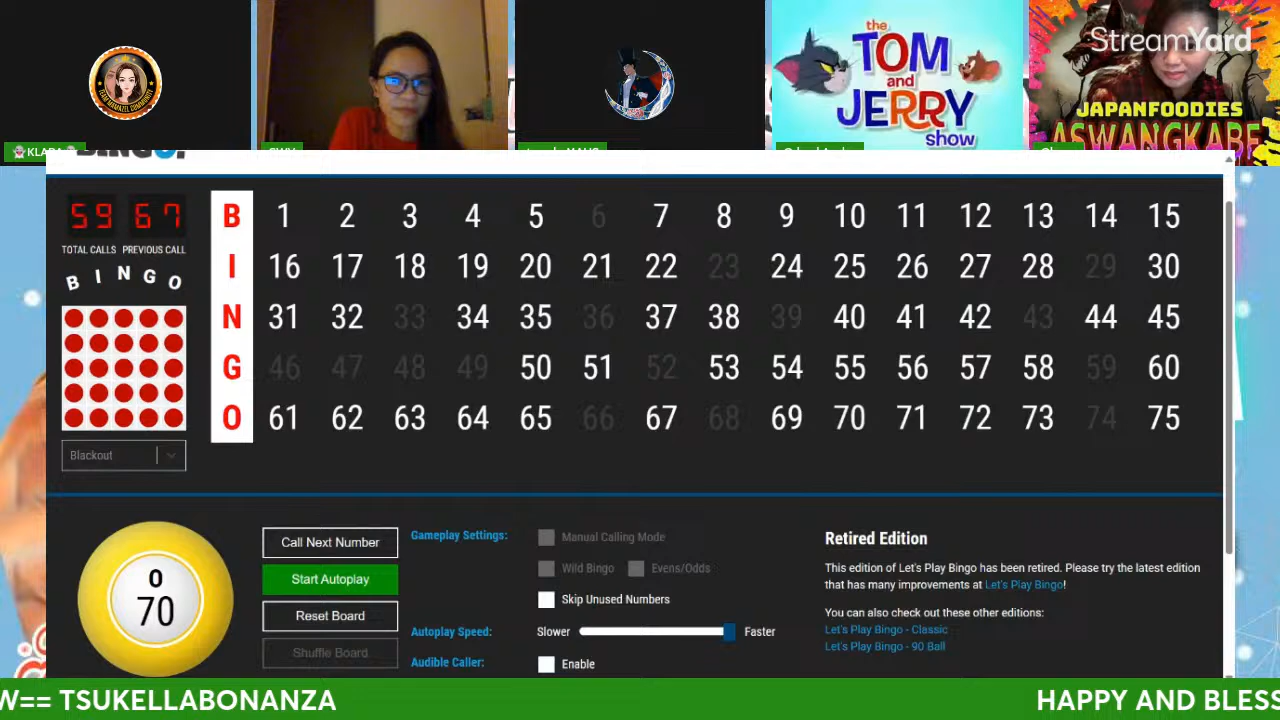 the
TOM
and
JERRY
show
StreamYard
JAPANFOODIES
ASWANGKABE
TEAM MAMAZEL COMMUNITY
BINGO!
59 67
TOTAL CALLS PREVIOUS CALL
B I N G O
B 1 2 3 4 5 6 7 8 9 10 11 12 13 14 15
I 16 17 18 19 20 21 22 23 24 25 26 27 28 29 30
N 31 32 33 34 35 36 37 38 39 40 41 42 43 44 45
G 46 47 48 49 50 51 52 53 54 55 56 57 58 59 60
O 61 62 63 64 65 66 67 68 69 70 71 72 73 74 75
Blackout
O
70
Call Next Number
Start Autoplay
Reset Board
Shuffle Board
Gameplay Settings:
Manual Calling Mode
Wild Bingo Evens/Odds
Skip Unused Numbers
Autoplay Speed: Slower Faster
Audible Caller: Enable
Retired Edition
This edition of Let's Play Bingo has been retired. Please try the latest edition
that has many improvements at Let's Play Bingo!
You can also check out these other editions:
Let's Play Bingo - Classic
Let's Play Bingo - 90 Ball
W== TSUKELLABONANZA
HAPPY AND BLESS